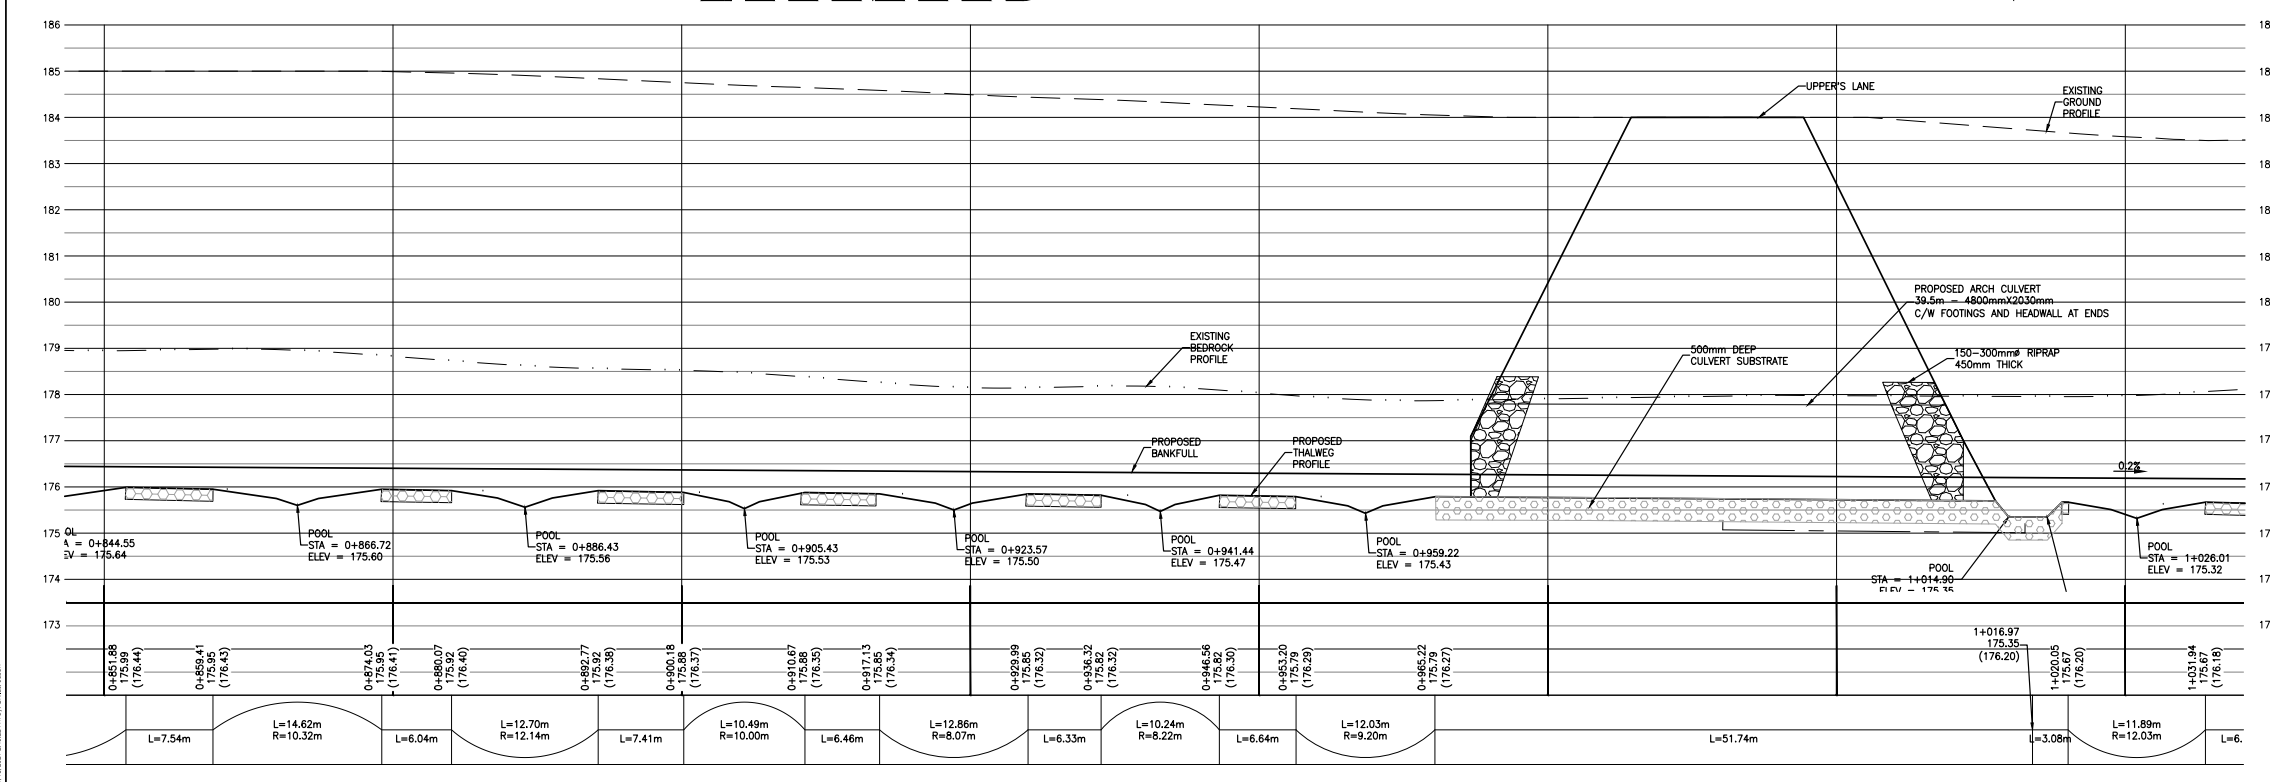 186
185
184
183
182
181
180
179
178
177
176
175
174
173
UPPER'S LANE
EXISTING
GROUND
PROFILE
PROPOSED ARCH CULVERT
39.5m - 4800mmX2030mm
C/W FOOTINGS AND HEADWALL AT ENDS
EXISTING
BEDROCK
PROFILE
500mm DEEP
CULVERT SUBSTRATE
150-300mmø RIPRAP
450mm THICK
PROPOSED
BANKFULL
PROPOSED
THALWEG
PROFILE
0.2%
OL
A = 0+844.55
EV = 175.64
POOL
STA = 0+866.72
ELEV = 175.60
POOL
STA = 0+886.43
ELEV = 175.56
POOL
STA = 0+905.43
ELEV = 175.53
POOL
STA = 0+923.57
ELEV = 175.50
POOL
STA = 0+941.44
ELEV = 175.47
POOL
STA = 0+959.22
ELEV = 175.43
POOL
STA = 1+014.90
ELEV = 175.35
POOL
STA = 1+026.01
ELEV = 175.32
0+851.88
175.99
(176.44)
0+859.41
175.95
(176.43)
0+874.03
175.95
(176.41)
0+880.07
175.92
(176.40)
0+892.77
175.92
(176.38)
0+900.18
175.88
(176.37)
0+910.67
175.88
(176.35)
0+917.13
175.85
(176.34)
0+929.99
175.85
(176.32)
0+936.32
175.82
(176.32)
0+946.56
175.82
(176.30)
0+953.20
175.79
(176.29)
0+965.22
175.79
(176.27)
1+016.97
175.35
(176.20)
1+020.05
175.67
(176.20)
1+031.94
175.67
(176.18)
L=7.54m
L=14.62m
R=10.32m
L=6.04m
L=12.70m
R=12.14m
L=7.41m
L=10.49m
R=10.00m
L=6.46m
L=12.86m
R=8.07m
L=6.33m
L=10.24m
R=8.22m
L=6.64m
L=12.03m
R=9.20m
L=51.74m
L=3.08m
L=11.89m
R=12.03m
L=6.